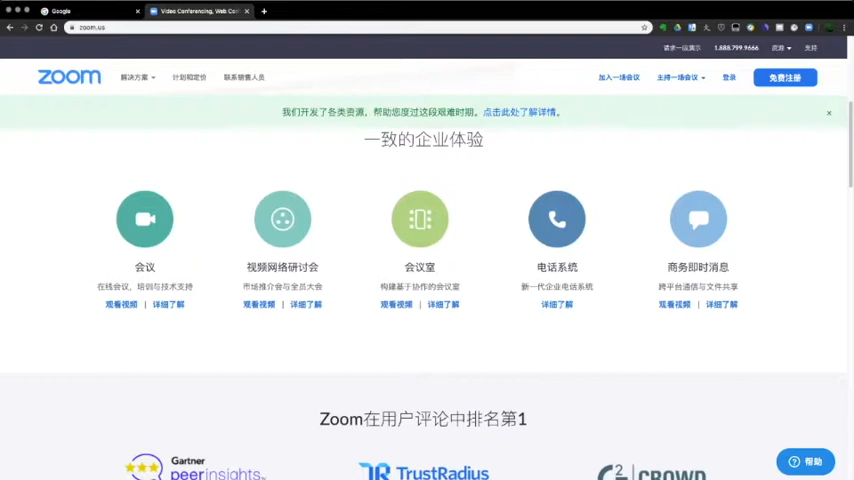 Google
Video Conferencing, Web Con
zoom.us
请求一段演示 1.888.799.9666 资源 支持
zoom 解决方案 计划和定价 联系销售人员 加入一场会议 主持一场会议 登录 免费注册
我们开发了各类资源，帮助您度过这段艰难时期。点击此处了解详情。
一致的企业体验
会议 视频网络研讨会 会议室 电话系统 商务即时消息
在线会议，培训与技术支持 市场推介会与全员大会 构建基于协作的会议室 新一代企业电话系统 跨平台通信与文件共享
观看视频 | 详细了解 观看视频 | 详细了解 观看视频 | 详细了解 详细了解 观看视频 | 详细了解
Zoom在用户评论中排名第1
Gartner
peerinsights
TrustRadius
G2 | CROWD
帮助